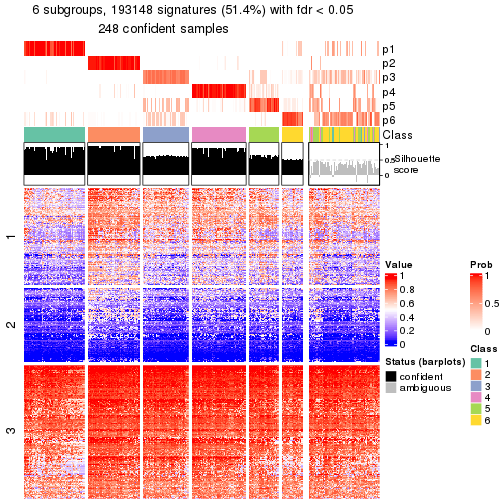 6 subgroups, 193148 signatures (51.4%) with fdr < 0.05
248 confident samples
p1
p2
p3
p4
p5
p6
Class
1
0.5
0
Silhouette
score
1
2
3
Value
1
0.8
0.6
0.4
0.2
0
Prob
1
0.5
0
Status (barplots)
confident
ambiguous
Class
1
2
3
4
5
6